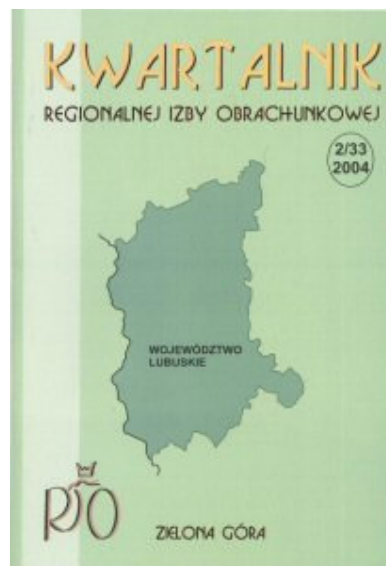 KWARTALNIK
REGIONALNEJ IZBY OBRACHUNKOWEJ
2/33
2004
WOJEWÓDZTWO
LUBUSKIE
RIO
ZIELONA GÓRA